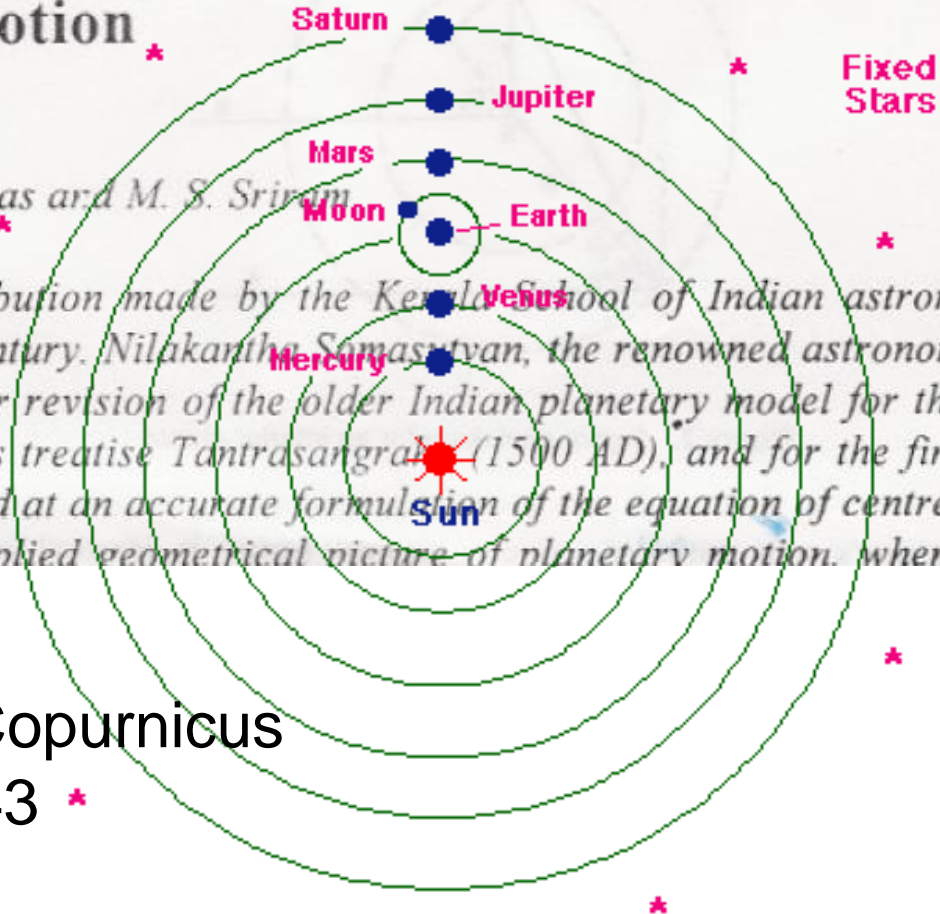 otion
Saturn
Fixed
Stars
Jupiter
Mars
as and M. S. Sriram
Moon
Earth
bution made by the Kerala School of Indian astron
Venus
ntury. Nilakantha Somasutvan, the renowned astronom
Mercury
r revision of the older Indian planetary model for th
s treatise Tantrasangraha (1500 AD), and for the fir
d at an accurate formulation of the equation of centre
Sun
plied geometrical picture of planetary motion, wher
Copurnicus
43